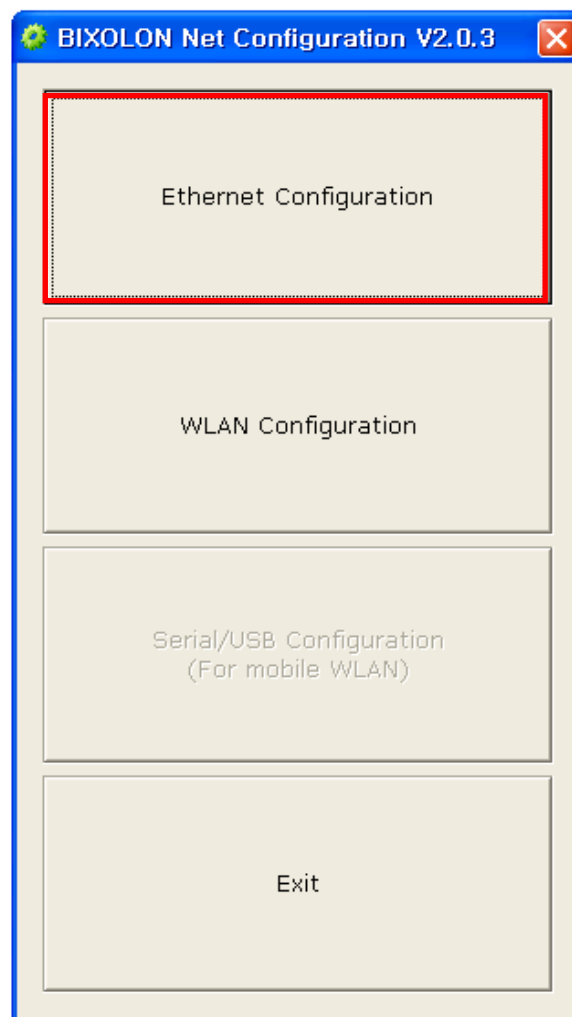 BIXOLON Net Configuration V2.0.3
Ethernet Configuration
WLAN Configuration
Serial/USB Configuration
(For mobile WLAN)
Exit